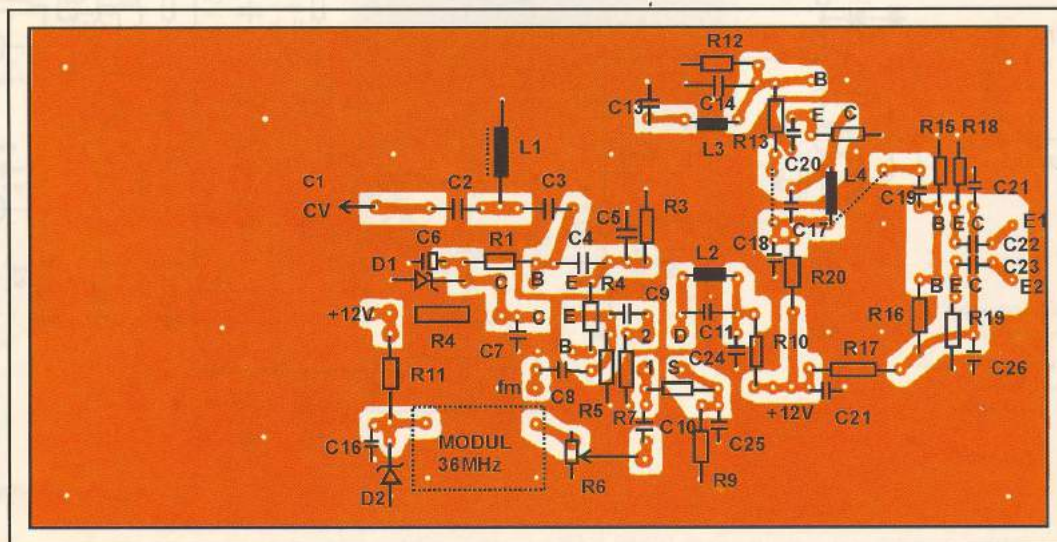 R12
B
C13
C14
E
C
R15
R18
L3
R13
C20
L1
L4
C19
C21
C1
C2
C3
R3
C5
CV
C17
B
E
C
E1
C6
R1
C4
C18
C22
D1
B
E
R4
L2
R20
C23
C
C9
B
E
C
E2
+12V
R4
C
E
R16
R19
C7
2
D
C11
R10
B
C24
R17
C26
R11
fm
C8
1
S
R5
R7
+12V
C21
C16
MODUL
36MHz
C10
C25
D2
R6
R9